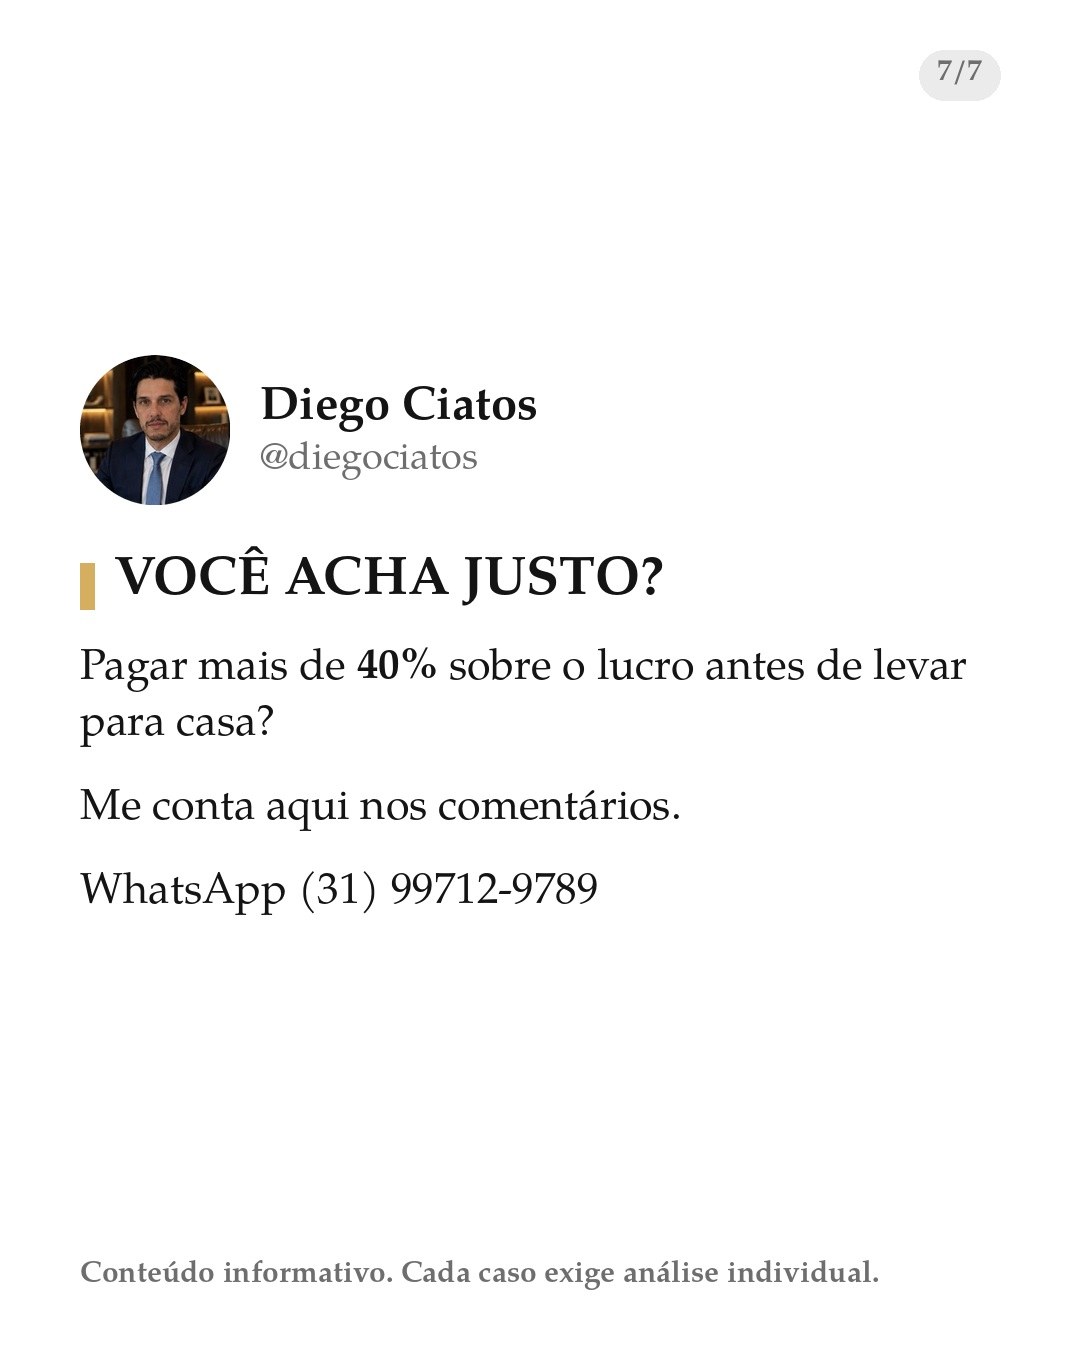 7/7
Diego Ciatos
@diegociatos
VOCÊ ACHA JUSTO?
Pagar mais de 40% sobre o lucro antes de levar
para casa?
Me conta aqui nos comentários.
WhatsApp (31) 99712-9789
Conteúdo informativo. Cada caso exige análise individual.